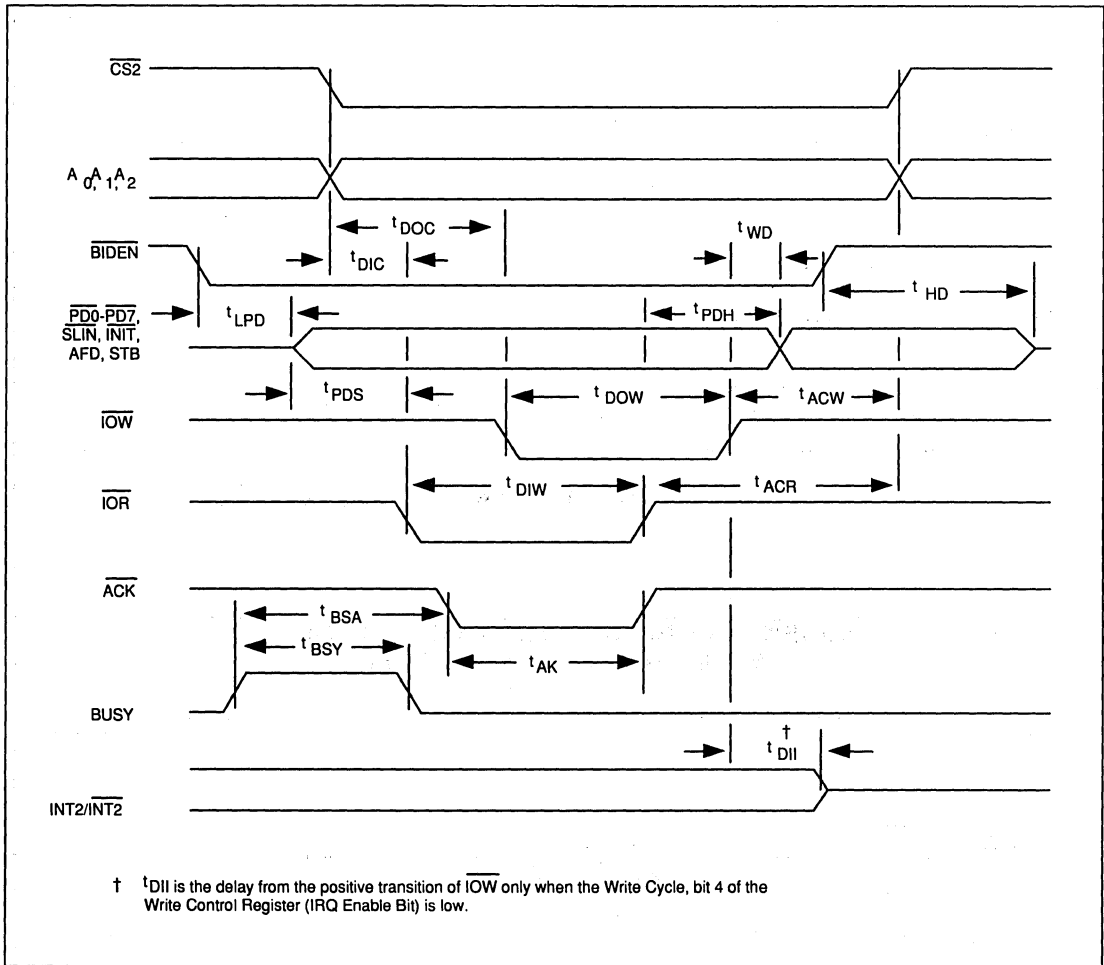 CS2
A0,A1,A2
tDOC
tWD
BIDEN
tDIC
tHD
PD0-PD7,
SLIN, INIT,
AFD, STB
tLPD
tPDH
tPDS
tDOW
tACW
IOW
tDIW
tACR
IOR
ACK
tBSA
tBSY
tAK
BUSY
†
tDII
INT2/INT2
† tDII is the delay from the positive transition of IOW only when the Write Cycle, bit 4 of the
Write Control Register (IRQ Enable Bit) is low.